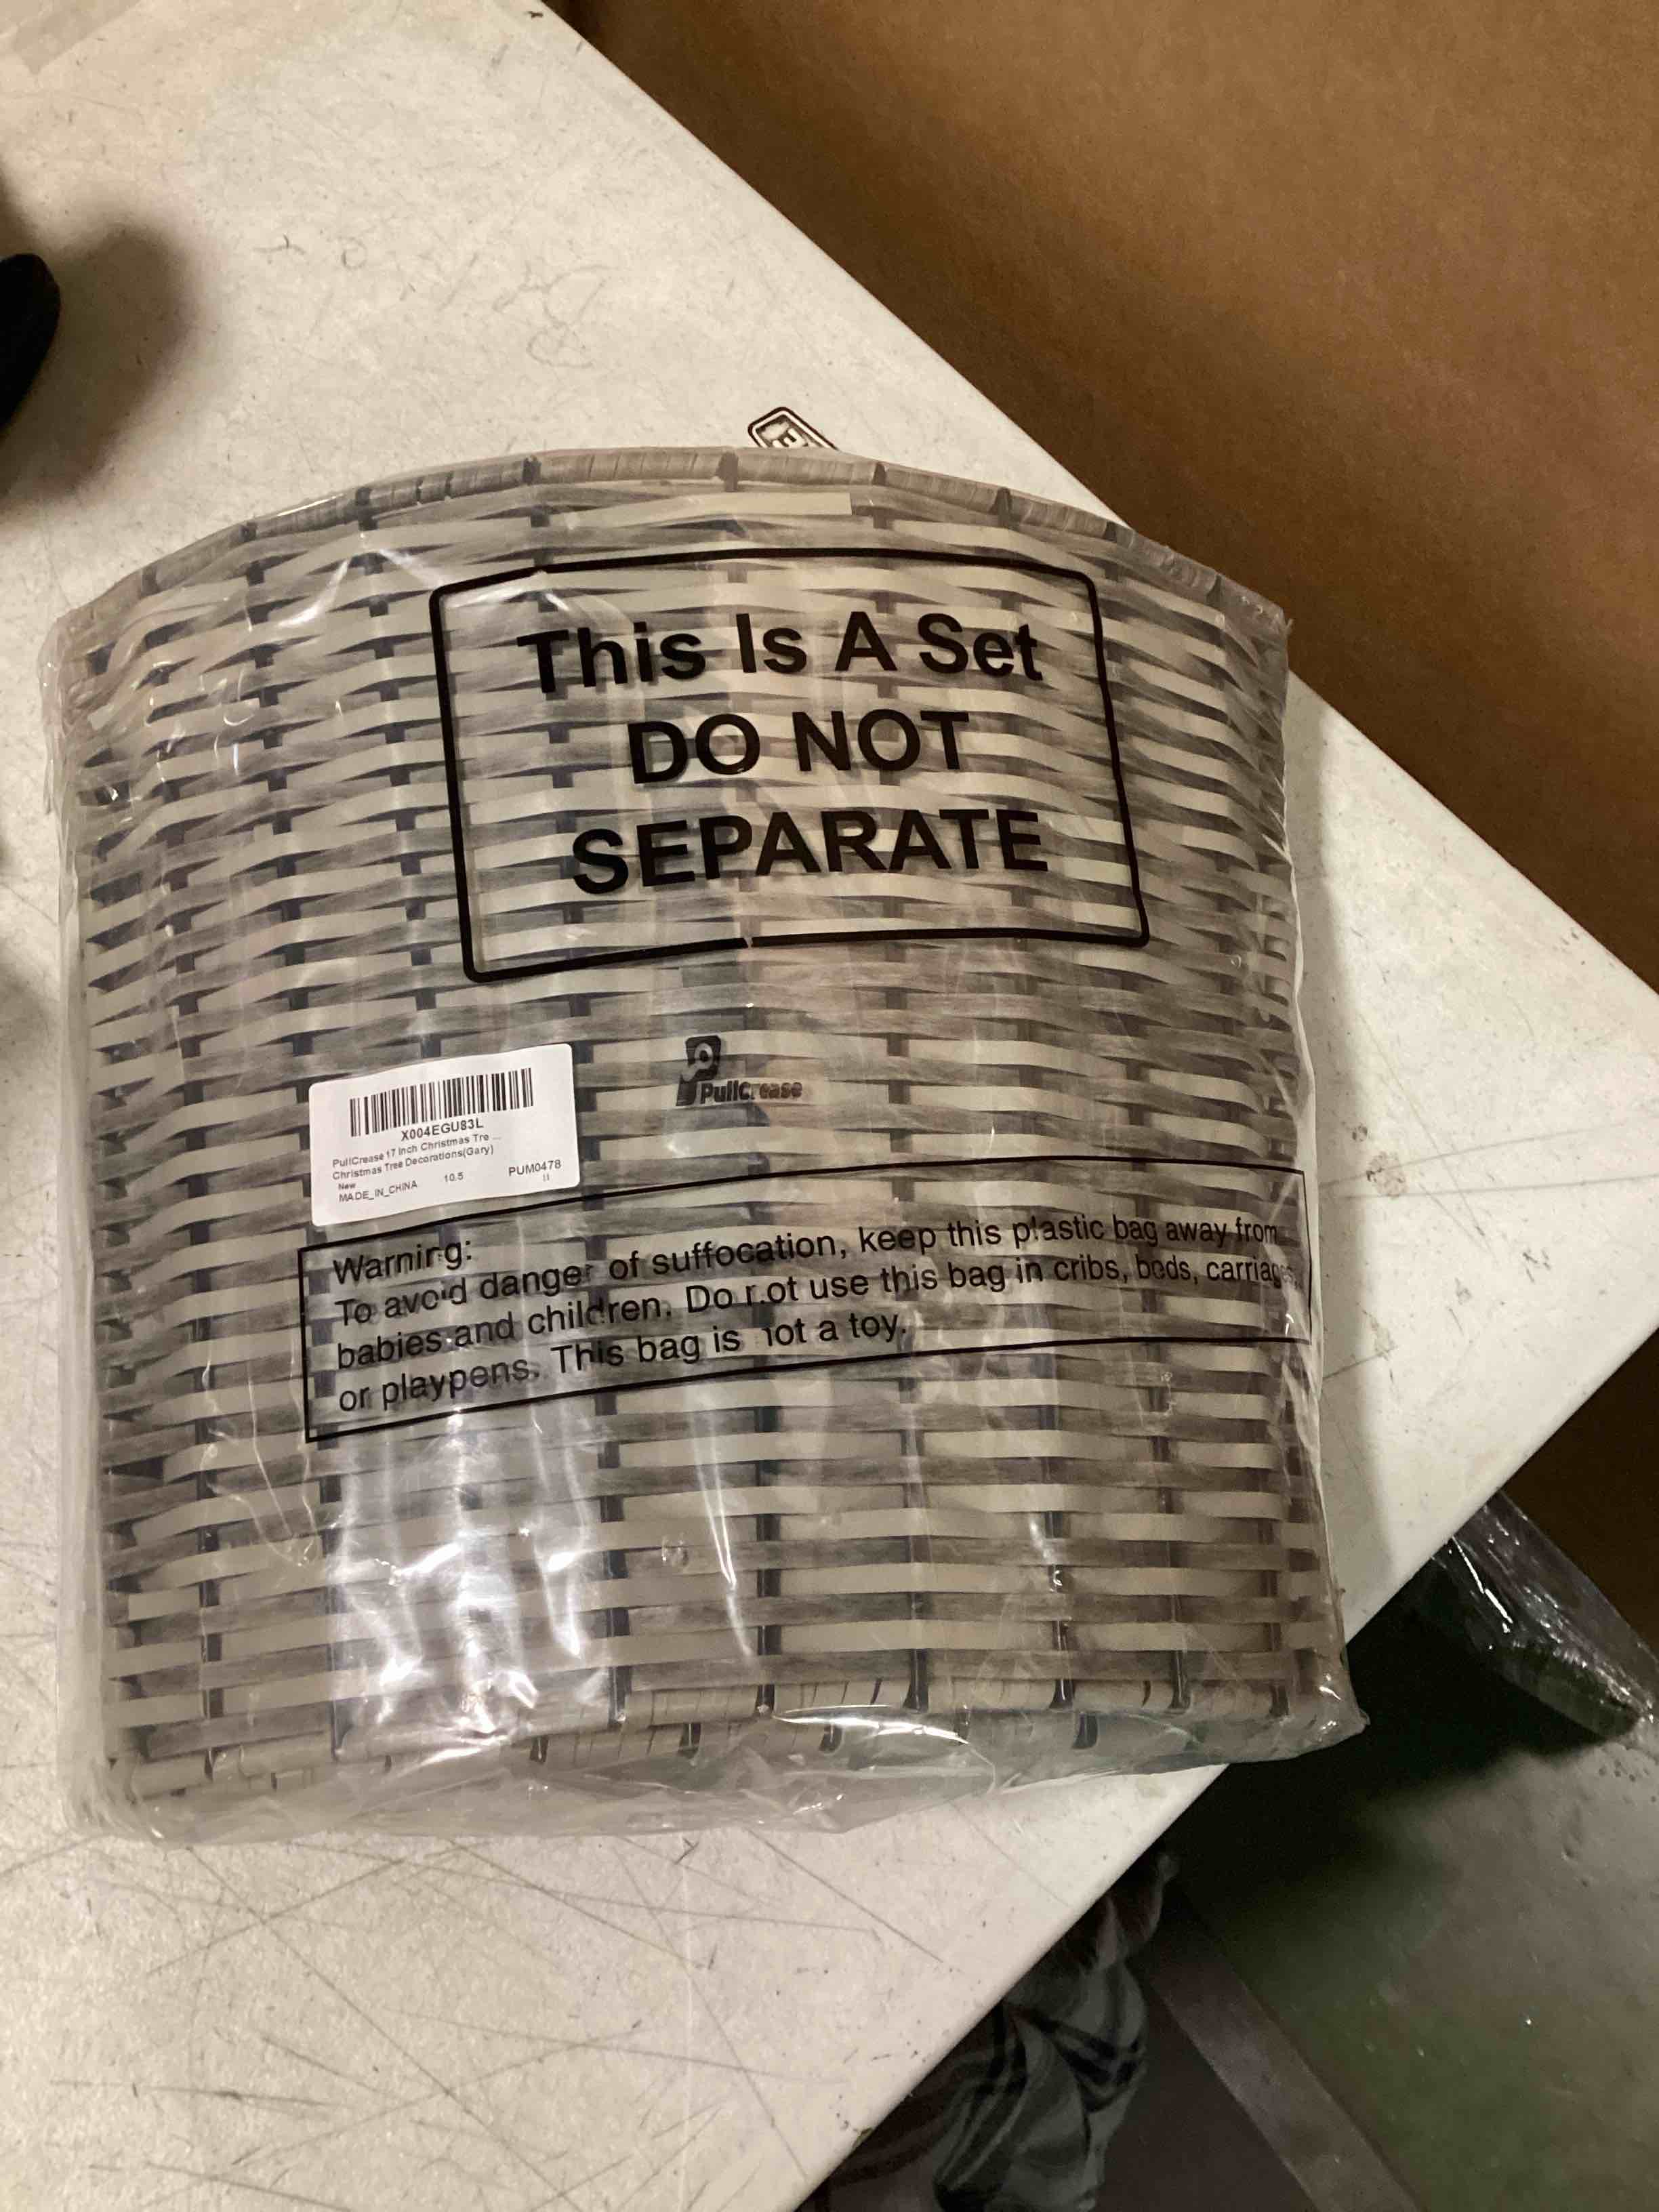 This Is A Set
DO NOT
SEPARATE
PullCrease
X004EGU83L
PullCrease 17 Inch Christmas Tre ...
Christmas Tree Decorations(Gary)
New
MADE_IN_CHINA 10.5 PUM0478
II
Warning:
To avoid danger of suffocation, keep this plastic bag away from
babies and children. Do not use this bag in cribs, beds, carriages
or playpens. This bag is not a toy.